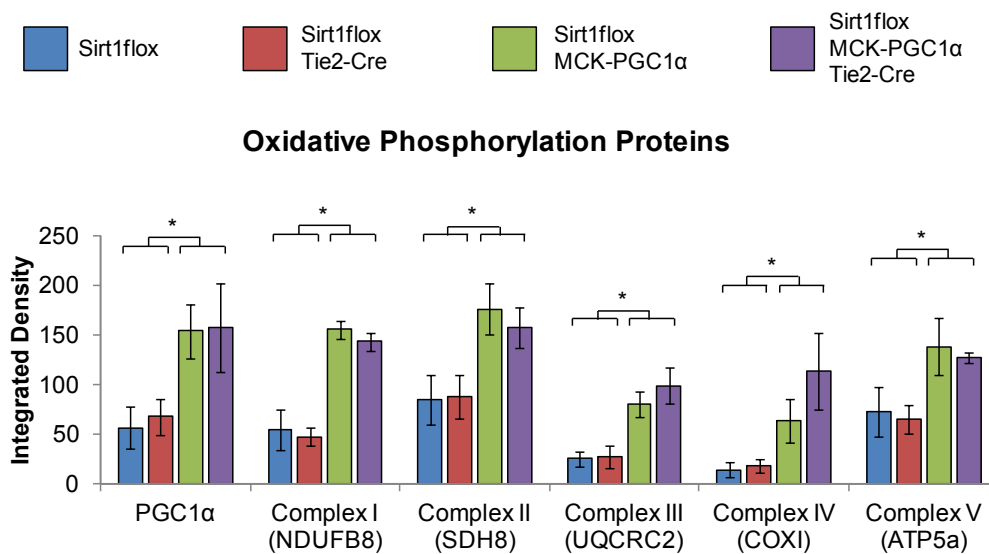 Sirt1flox
Sirt1flox
Tie2-Cre
Sirt1flox
MCK-PGC1α
Sirt1flox
MCK-PGC1α
Tie2-Cre
Oxidative Phosphorylation Proteins
Integrated Density
250
200
150
100
50
0
*
*
*
*
*
*
PGC1α
Complex I
(NDUFB8)
Complex II
(SDH8)
Complex III
(UQCRC2)
Complex IV
(COXI)
Complex V
(ATP5a)